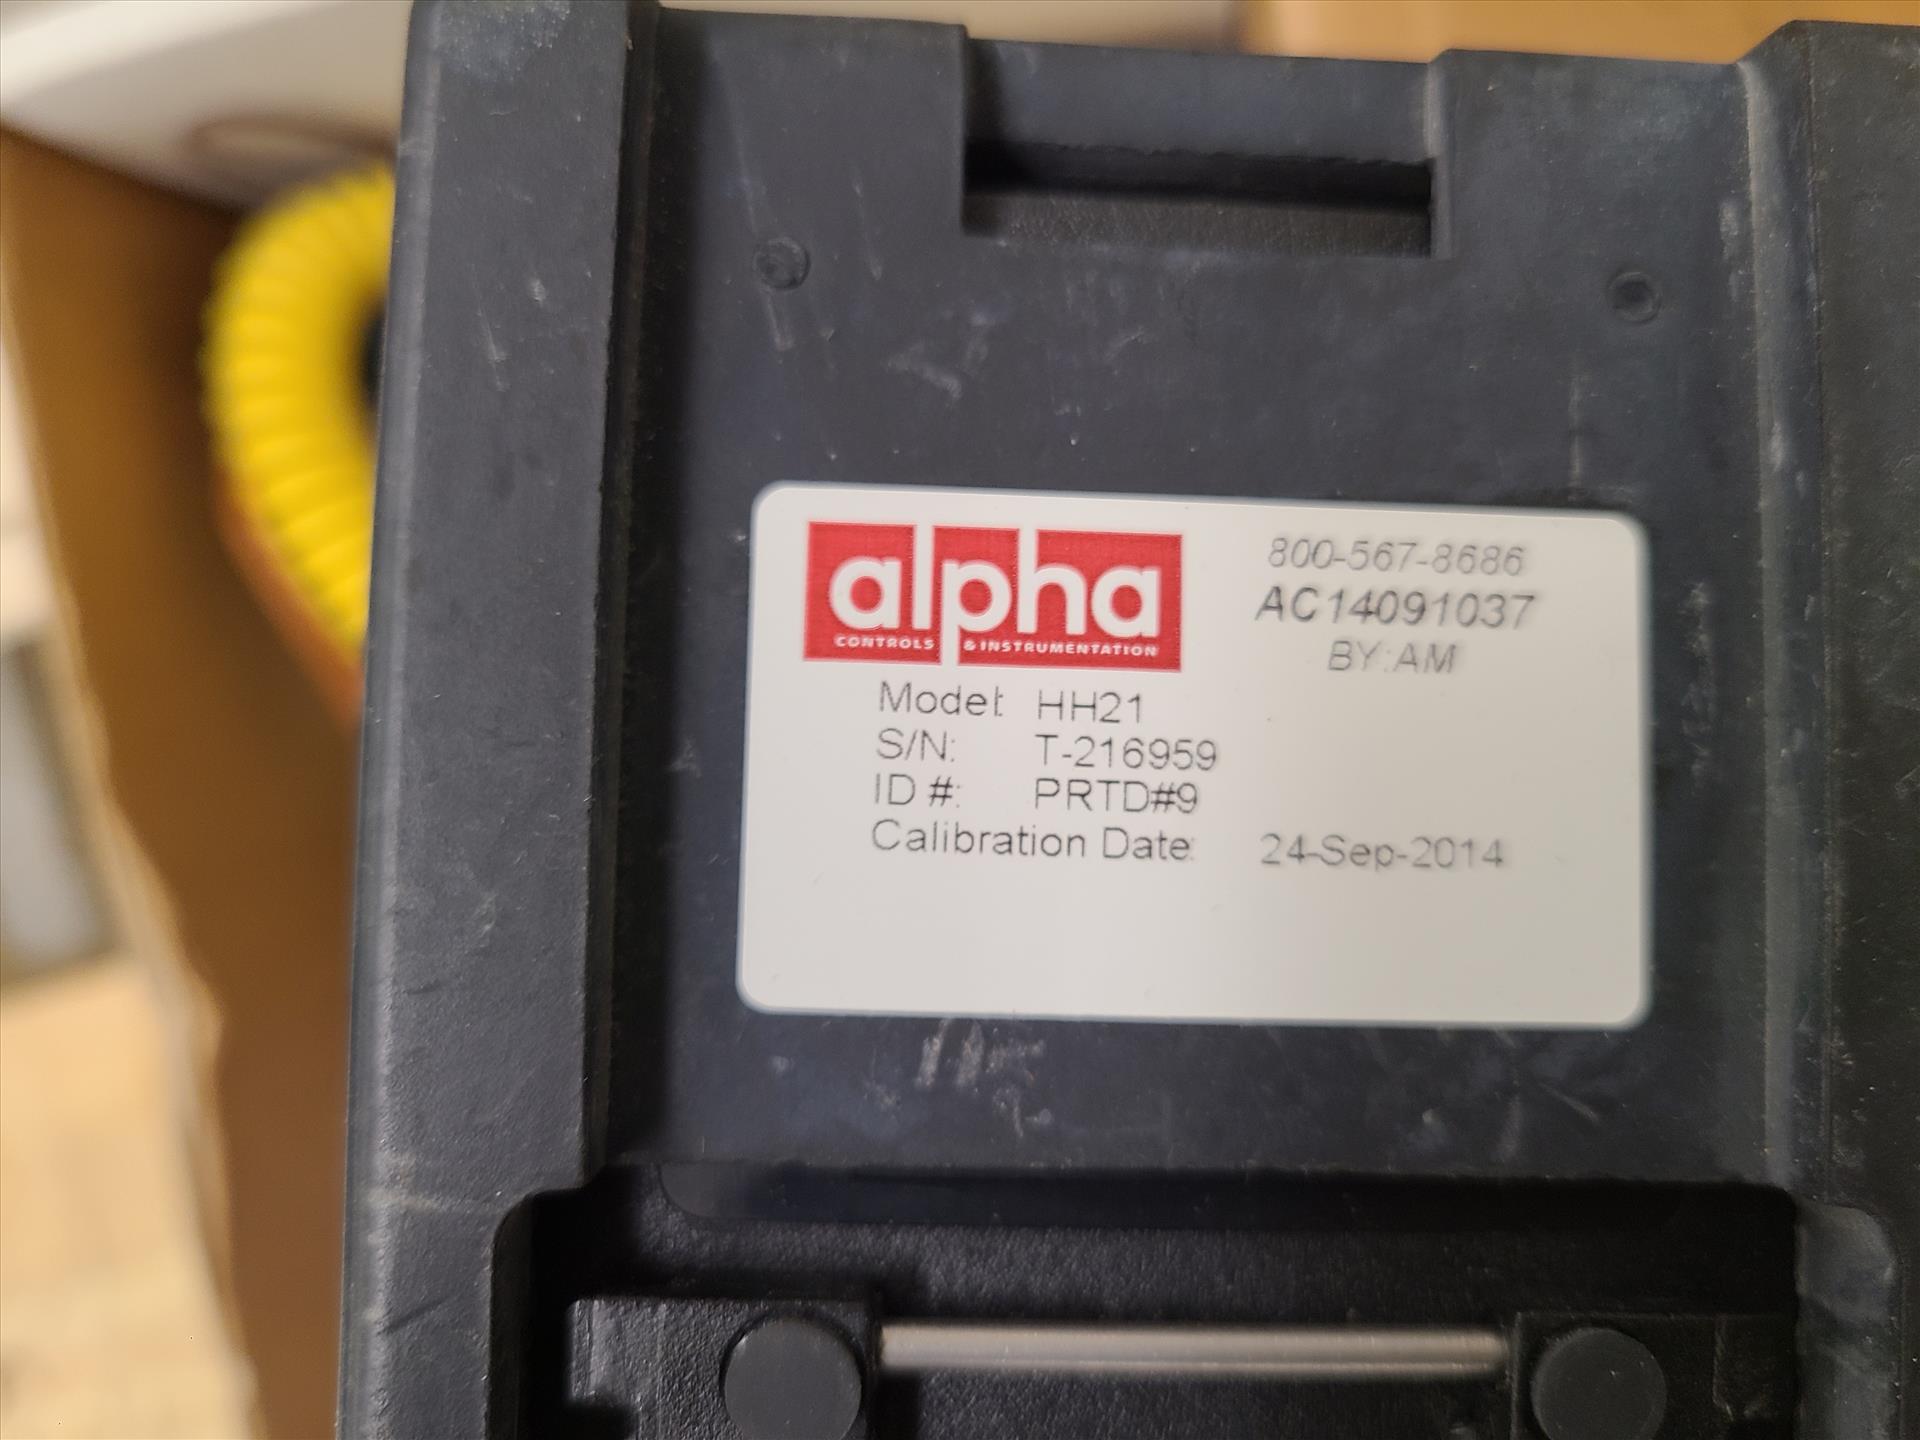 alpha
CONTROLS & INSTRUMENTATION
800-567-8686
AC14091037
BY:AM
Model: HH21
S/N: T-216959
ID #: PRTD#9
Calibration Date: 24-Sep-2014